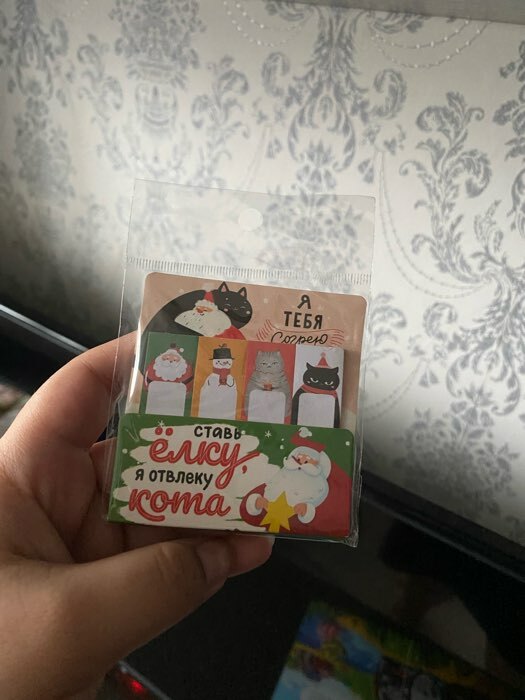 Я
ТЕБЯ
Согрею
ставь
ёлку,
я отвлеку
кота